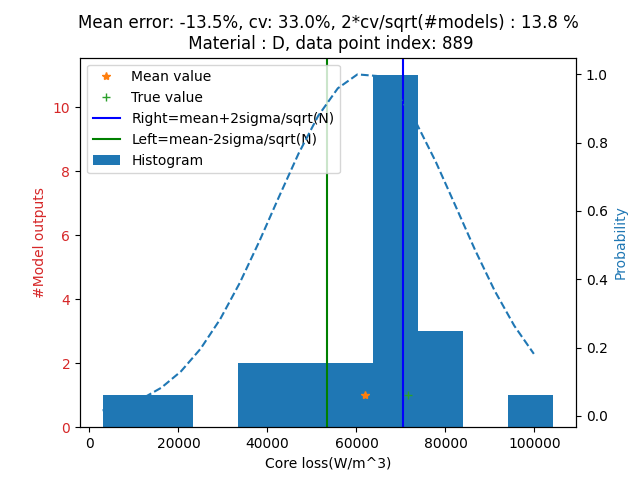 Mean error: -13.5%, cv: 33.0%, 2*cv/sqrt(#models) : 13.8 %
Material : D, data point index: 889
Mean value
True value
Right=mean+2sigma/sqrt(N)
Left=mean-2sigma/sqrt(N)
Histogram
10
8
6
4
2
0
#Model outputs
1.0
0.8
0.6
0.4
0.2
0.0
Probability
0 20000 40000 60000 80000 100000
Core loss(W/m^3)